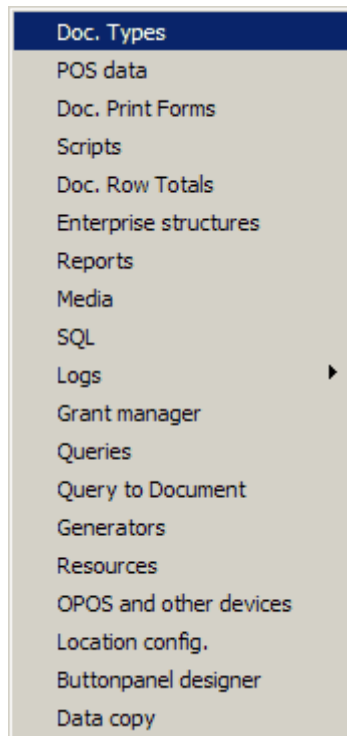 Doc. Types
POS data
Doc. Print Forms
Scripts
Doc. Row Totals
Enterprise structures
Reports
Media
SQL
Logs
Grant manager
Queries
Query to Document
Generators
Resources
OPOS and other devices
Location config.
Buttonpanel designer
Data copy